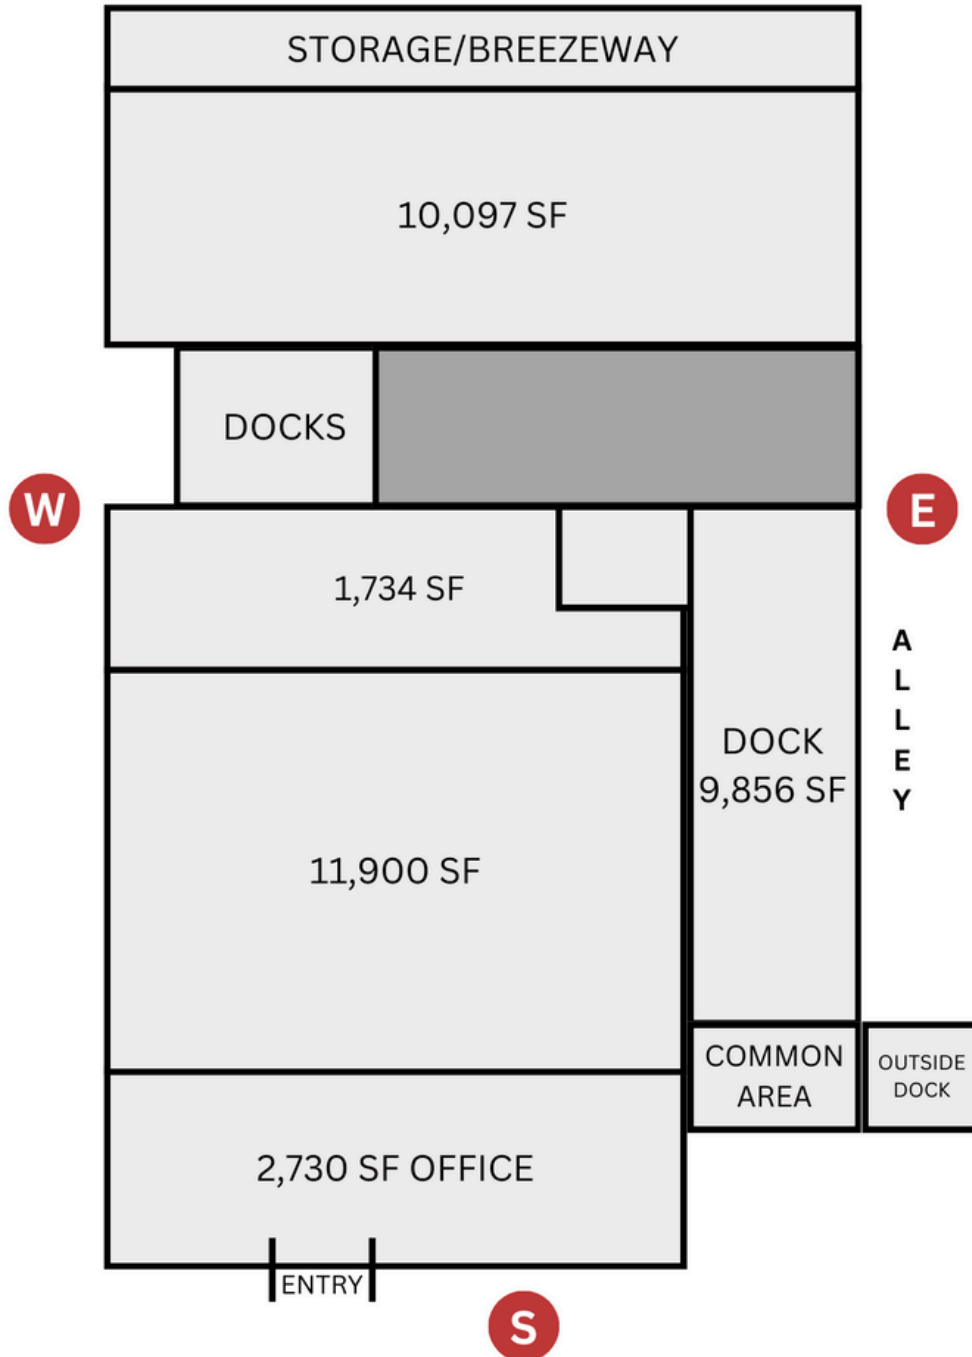 STORAGE/BREEZEWAY
10,097 SF
DOCKS
W
E
1,734 SF
A
L
L
E
Y
DOCK
9,856 SF
11,900 SF
COMMON
AREA
OUTSIDE
DOCK
2,730 SF OFFICE
ENTRY
S